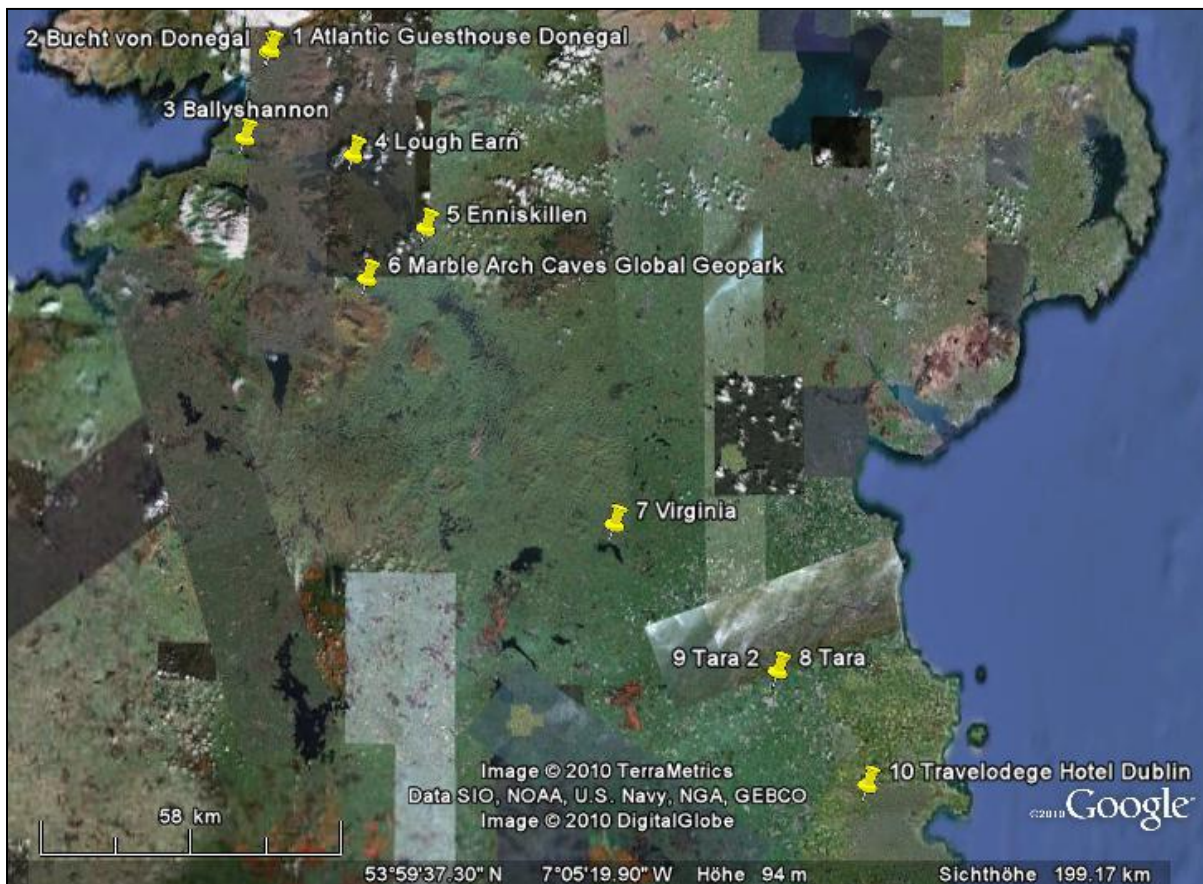 2 Bucht von Donegal
1 Atlantic Guesthouse Donegal
3 Ballyshannon
4 Lough Earn
5 Enniskillen
6 Marble Arch Caves Global Geopark
7 Virginia
9 Tara 2
8 Tara
10 Travelodege Hotel Dublin
Image © 2010 TerraMetrics
Data SIO, NOAA, U.S. Navy, NGA, GEBCO
Image © 2010 DigitalGlobe
©2010 Google
58 km
53°59'37.30" N 7°05'19.90" W Höhe 94 m Sichthöhe 199.17 km